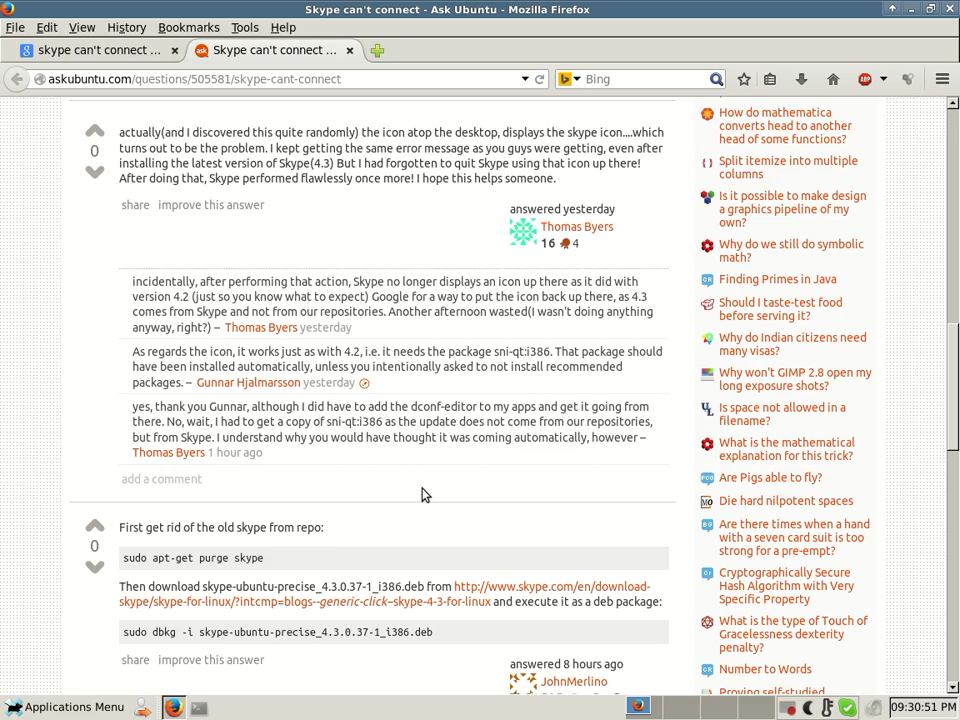 Skype can't connect - Ask Ubuntu - Mozilla Firefox
File Edit View History Bookmarks Tools Help
skype can't connect ...
Skype can't connect ...
askubuntu.com/questions/505581/skype-cant-connect
Bing
ABP
actually(and I discovered this quite randomly) the icon atop the desktop, displays the skype icon....which
turns out to be the problem. I kept getting the same error message as you guys were getting, even after
installing the latest version of Skype(4.3) But I had forgotten to quit Skype using that icon up there!
After doing that, Skype performed flawlessly once more! I hope this helps someone.
0
share improve this answer
answered yesterday
Thomas Byers
16 4
incidentally, after performing that action, Skype no longer displays an icon up there as it did with
version 4.2 (just so you know what to expect) Google for a way to put the icon back up there, as 4.3
comes from Skype and not from our repositories. Another afternoon wasted(I wasn't doing anything
anyway, right?) – Thomas Byers yesterday
As regards the icon, it works just as with 4.2, i.e. it needs the package sni-qt:i386. That package should
have been installed automatically, unless you intentionally asked to not install recommended
packages. – Gunnar Hjalmarsson yesterday
yes, thank you Gunnar, although I did have to add the dconf-editor to my apps and get it going from
there. No, wait, I had to get a copy of sni-qt:i386 as the update does not come from our repositories,
but from Skype. I understand why you would have thought it was coming automatically, however –
Thomas Byers 1 hour ago
add a comment
First get rid of the old skype from repo:
0
sudo apt-get purge skype
Then download skype-ubuntu-precise_4.3.0.37-1_i386.deb from http://www.skype.com/en/download-
skype/skype-for-linux/?intcmp=blogs--generic-click–skype-4-3-for-linux and execute it as a deb package:
sudo dbkg -i skype-ubuntu-precise_4.3.0.37-1_i386.deb
share improve this answer
answered 8 hours ago
JohnMerlino
How do mathematica
converts head to another
head of some functions?
Split itemize into multiple
columns
Is it possible to make design
a graphics pipeline of my
own?
Why do we still do symbolic
math?
Finding Primes in Java
Should I taste-test food
before serving it?
Why do Indian citizens need
many visas?
Why won't GIMP 2.8 open my
long exposure shots?
Is space not allowed in a
filename?
What is the mathematical
explanation for this trick?
Are Pigs able to fly?
Die hard nilpotent spaces
Are there times when a hand
with a seven card suit is too
strong for a pre-empt?
Cryptographically Secure
Hash Algorithm with Very
Specific Property
What is the type of Touch of
Gracelessness dexterity
penalty?
Number to Words
Proving self-studied
Applications Menu
09:30:51 PM